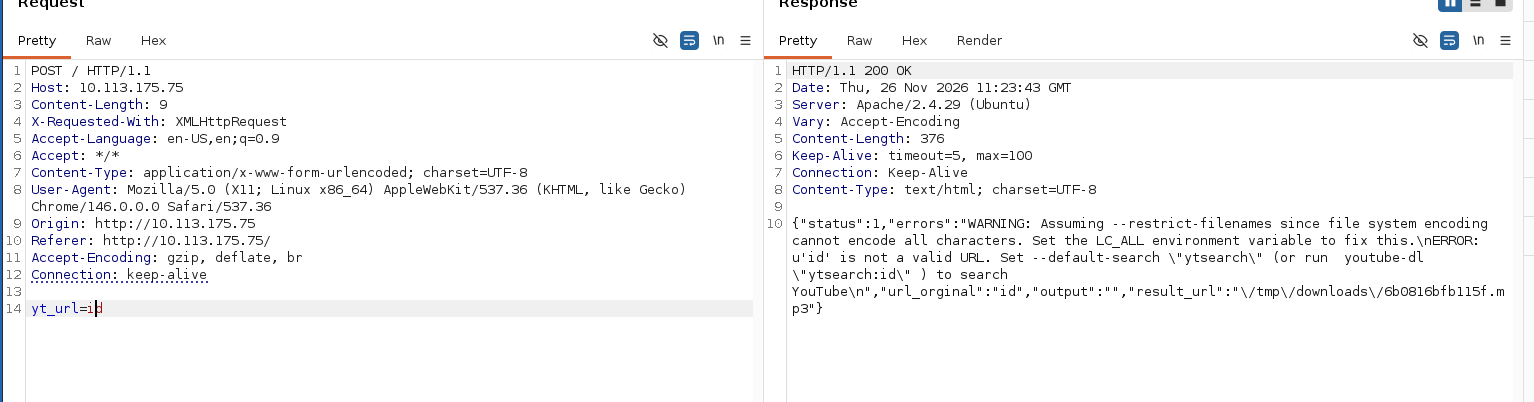 Request
Pretty Raw Hex
\n
1 POST / HTTP/1.1
2 Host: 10.113.175.75
3 Content-Length: 9
4 X-Requested-With: XMLHttpRequest
5 Accept-Language: en-US,en;q=0.9
6 Accept: */*
7 Content-Type: application/x-www-form-urlencoded; charset=UTF-8
8 User-Agent: Mozilla/5.0 (X11; Linux x86_64) AppleWebKit/537.36 (KHTML, like Gecko)
Chrome/146.0.0.0 Safari/537.36
9 Origin: http://10.113.175.75
10 Referer: http://10.113.175.75/
11 Accept-Encoding: gzip, deflate, br
12 Connection: keep-alive
13
14 yt_url=id
Response
Pretty Raw Hex Render
\n
1 HTTP/1.1 200 OK
2 Date: Thu, 26 Nov 2026 11:23:43 GMT
3 Server: Apache/2.4.29 (Ubuntu)
4 Vary: Accept-Encoding
5 Content-Length: 376
6 Keep-Alive: timeout=5, max=100
7 Connection: Keep-Alive
8 Content-Type: text/html; charset=UTF-8
9
10 {"status":1,"errors":"WARNING: Assuming --restrict-filenames since file system encoding
cannot encode all characters. Set the LC_ALL environment variable to fix this.\nERROR:
u'id' is not a valid URL. Set --default-search \"ytsearch\" (or run  youtube-dl
\"ytsearch:id\" ) to search
YouTube\n","url_orginal":"id","output":"","result_url":"\/tmp\/downloads\/6b0816bfb115f.m
p3"}